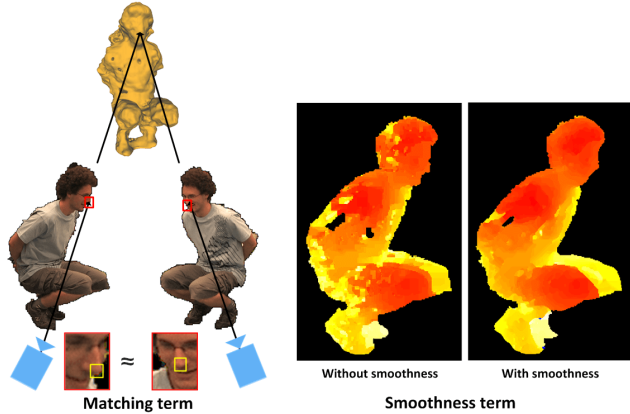 ≈
Without smoothness
With smoothness
Matching term
Smoothness term